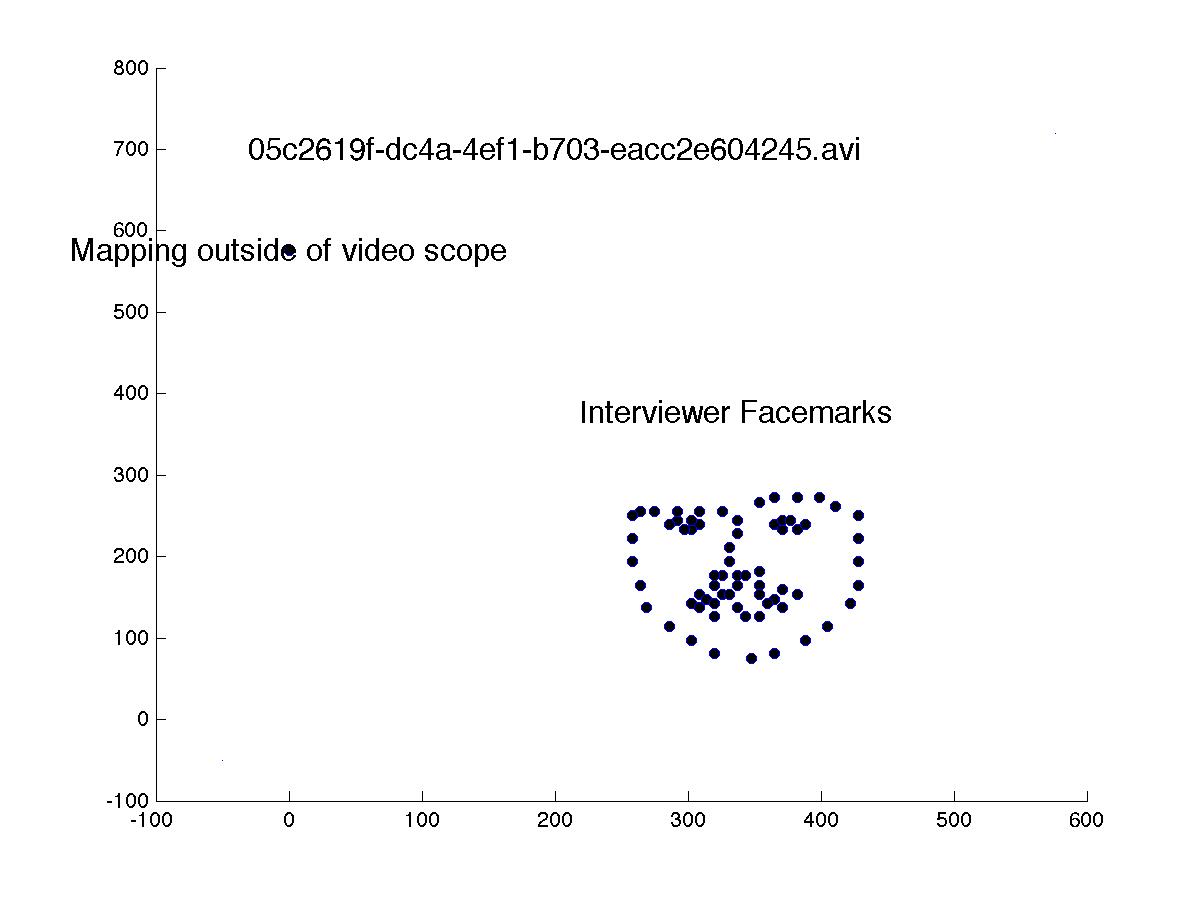 800
05c2619f-dc4a-4ef1-b703-eacc2e604245.avi
700
600
Mapping outside of video scope
500
400
Interviewer Facemarks
300
200
100
0
-100
-100 0 100 200 300 400 500 600